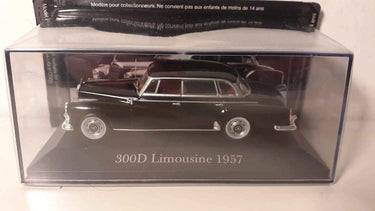 Modèle pour collectionneurs. Ne convient pas aux enfants de moins de 14 ans
300D Limousine 1957